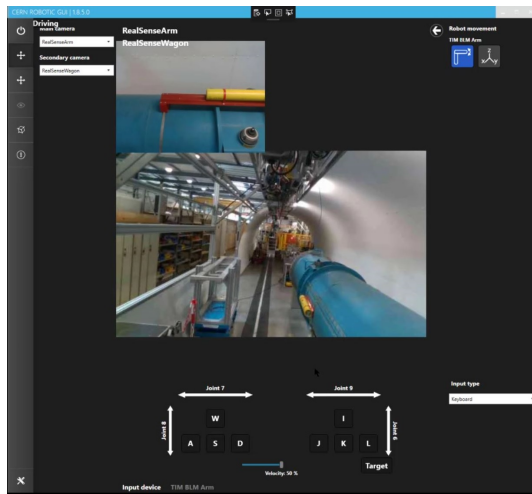 CERN ROBOTIC GUI | 1.8.5.0
Driving
Main camera
RealSenseArm
Secondary camera
RealSenseWagon
RealSenseArm
RealSenseWagon
Robot movement
TIM BLM Arm
Z
X
Y
Joint 7
Joint 9
Joint 8
W
A
S
D
I
J
K
L
Joint 6
Target
Velocity: 50 %
Input type
Keyboard
Input device
TIM BLM Arm